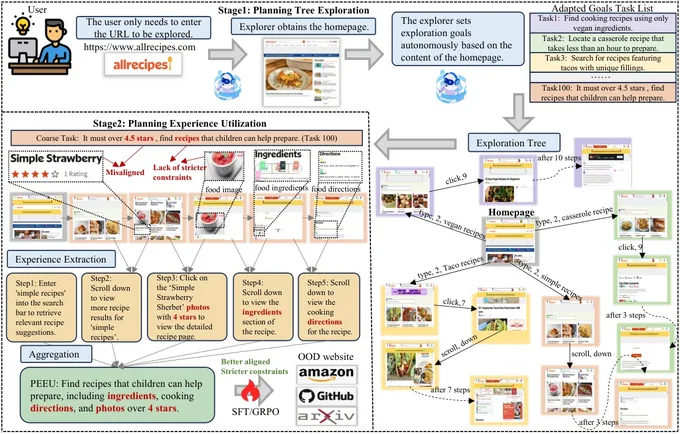 User
The user only needs to enter
the URL to be explored.
https://www.allrecipes.com
allrecipes
Stage1: Planning Tree Exploration
Explorer obtains the homepage.
The explorer sets
exploration goals
autonomously based on the
content of the homepage.
Adapted Goals Task List
Task1: Find cooking recipes using only
vegan ingredients.
Task2: Locate a casserole recipe that
takes less than an hour to prepare.
Task3: Search for recipes featuring
tacos with unique fillings.
......
Task100: It must over 4.5 stars , find
recipes that children can help prepare.
Stage2: Planning Experience Utilization
Coarse Task: It must over 4.5 stars , find recipes that children can help prepare. (Task 100)
Simple Strawberry
1 Rating
Misaligned
Lack of stricter
constraints
food image
Ingredients
food ingredients
Directions
food directions
Experience Extraction
Step1: Enter
'simple recipes'
into the search
bar to retrieve
relevant recipe
suggestions.
Step2:
Scroll down
to view
more recipe
results for
'simple
recipes'.
Step3: Click on
the 'Simple
Strawberry
Sherbet' photos
with 4 stars to
view the detailed
recipe page.
Step4:
Scroll down
to view the
ingredients
section of
the recipe.
Step5: Scroll
down to
view the
cooking
directions
for the recipe.
Aggregation
PEEU: Find recipes that children can help
prepare, including ingredients, cooking
directions, and photos over 4 stars.
Better aligned
Stricter constraints
SFT/GRPO
OOD website
amazon
GitHub
arXiv
Exploration Tree
click,9
after 10 steps
Homepage
type, 2, vegan recipes
type, 2, casserole recipe
click, 9
after 3 steps
type, 2, Taco recipes
click,7
scroll, down
after 7 steps
type, 2, simple recipes
scroll, down
after 3 steps